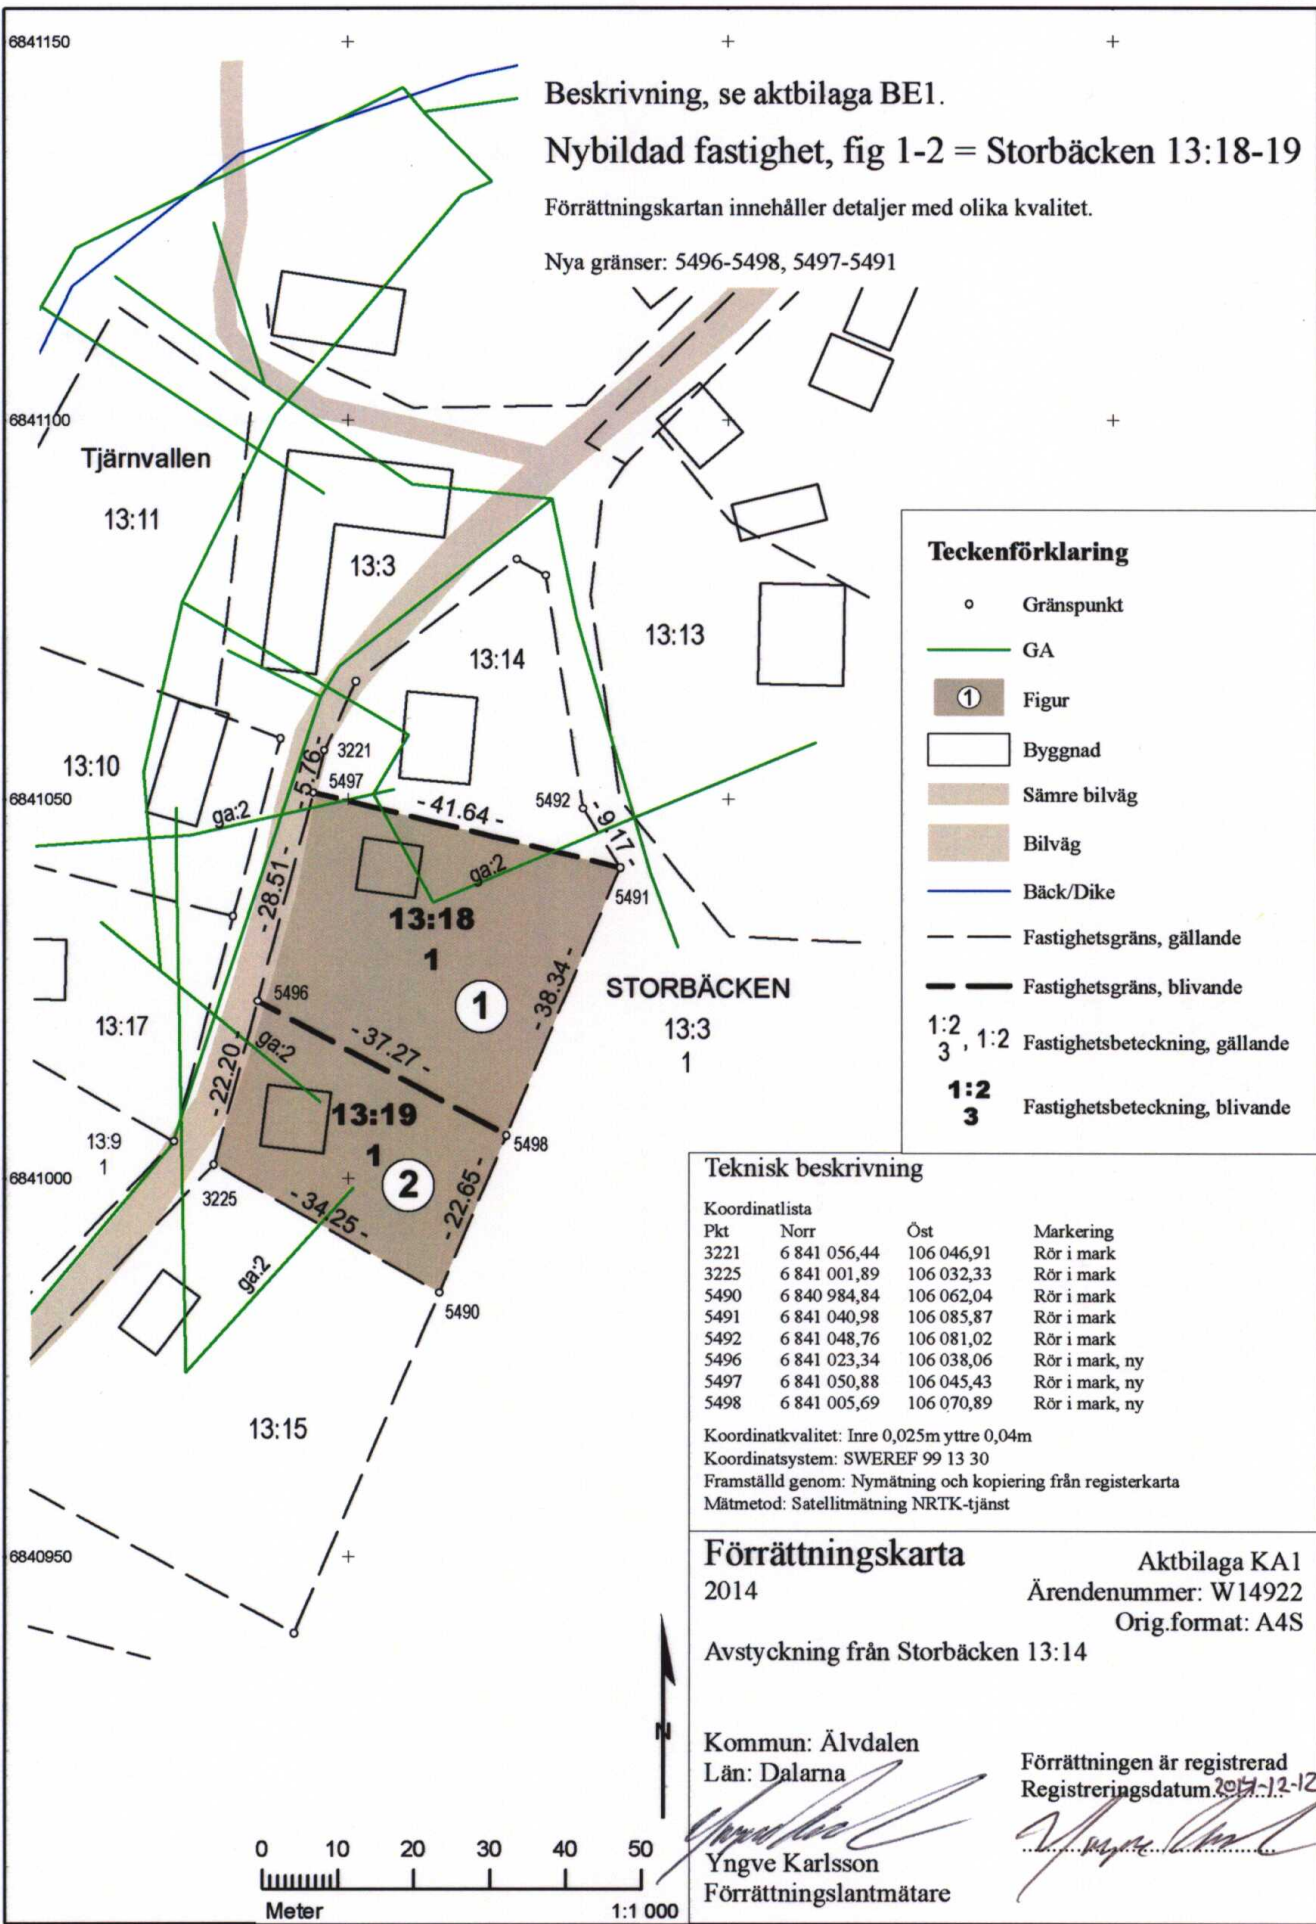 6841150
Beskrivning, se aktbilaga BE1.
Nybildad fastighet, fig 1-2 = Storbäcken 13:18-19
Förrättningskartan innehåller detaljer med olika kvalitet.
Nya gränser: 5496-5498, 5497-5491
6841100
Tjärnvallen
13:11
13:3
13:14
13:13
13:10
3221
- 5.76 -
5497
6841050
- 41.64 -
5492
- 9.17 -
ga:2
ga:2
5491
- 28.51 -
13:18
1
1
- 38.34 -
STORBÄCKEN
13:3
1
5496
13:17
ga:2
- 37.27 -
- 22.20 -
13:19
1
2
5498
13:9
1
6841000
3225
- 34.25 -
- 22.65 -
ga:2
5490
13:15
6840950
Teckenförklaring
Gränspunkt
GA
1 Figur
Byggnad
Sämre bilväg
Bilväg
Bäck/Dike
Fastighetsgräns, gällande
Fastighetsgräns, blivande
1:2
3 , 1:2 Fastighetsbeteckning, gällande
1:2
3 Fastighetsbeteckning, blivande
Teknisk beskrivning
Koordinatlista
Pkt Norr Öst Markering
3221 6 841 056,44 106 046,91 Rör i mark
3225 6 841 001,89 106 032,33 Rör i mark
5490 6 840 984,84 106 062,04 Rör i mark
5491 6 841 040,98 106 085,87 Rör i mark
5492 6 841 048,76 106 081,02 Rör i mark
5496 6 841 023,34 106 038,06 Rör i mark, ny
5497 6 841 050,88 106 045,43 Rör i mark, ny
5498 6 841 005,69 106 070,89 Rör i mark, ny
Koordinatkvalitet: Inre 0,025m yttre 0,04m
Koordinatsystem: SWEREF 99 13 30
Framställd genom: Nymätning och kopiering från registerkarta
Mätmetod: Satellitmätning NRTK-tjänst
Förrättningskarta
2014
Aktbilaga KA1
Ärendenummer: W14922
Orig.format: A4S
Avstyckning från Storbäcken 13:14
Kommun: Älvdalen
Län: Dalarna
Förrättningen är registrerad
Registreringsdatum 2014-12-12
Yngve Karlsson
Förrättningslantmätare
N
0 10 20 30 40 50
Meter
1:1 000